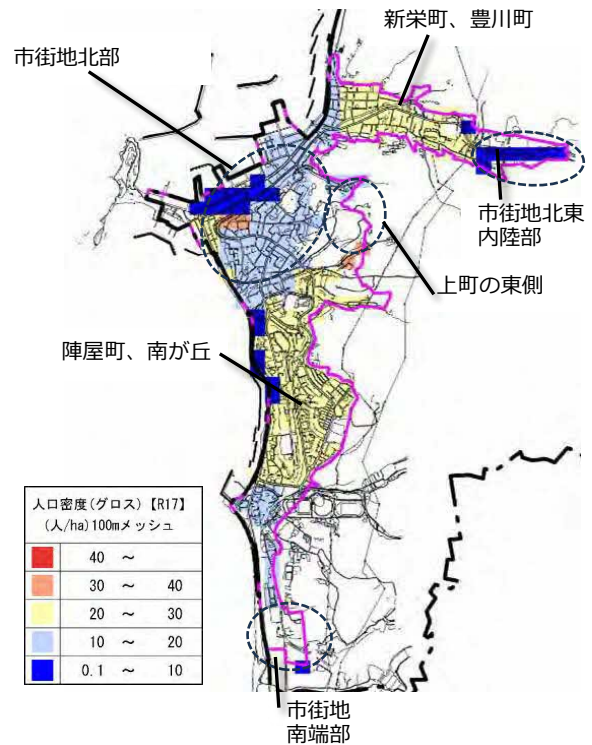 新栄町、豊川町
市街地北部
市街地北東
内陸部
上町の東側
陣屋町、南が丘
人口密度(グロス)【R17】
(人/ha)100mメッシュ
40 ～
30 ～ 40
20 ～ 30
10 ～ 20
0.1 ～ 10
市街地
南端部